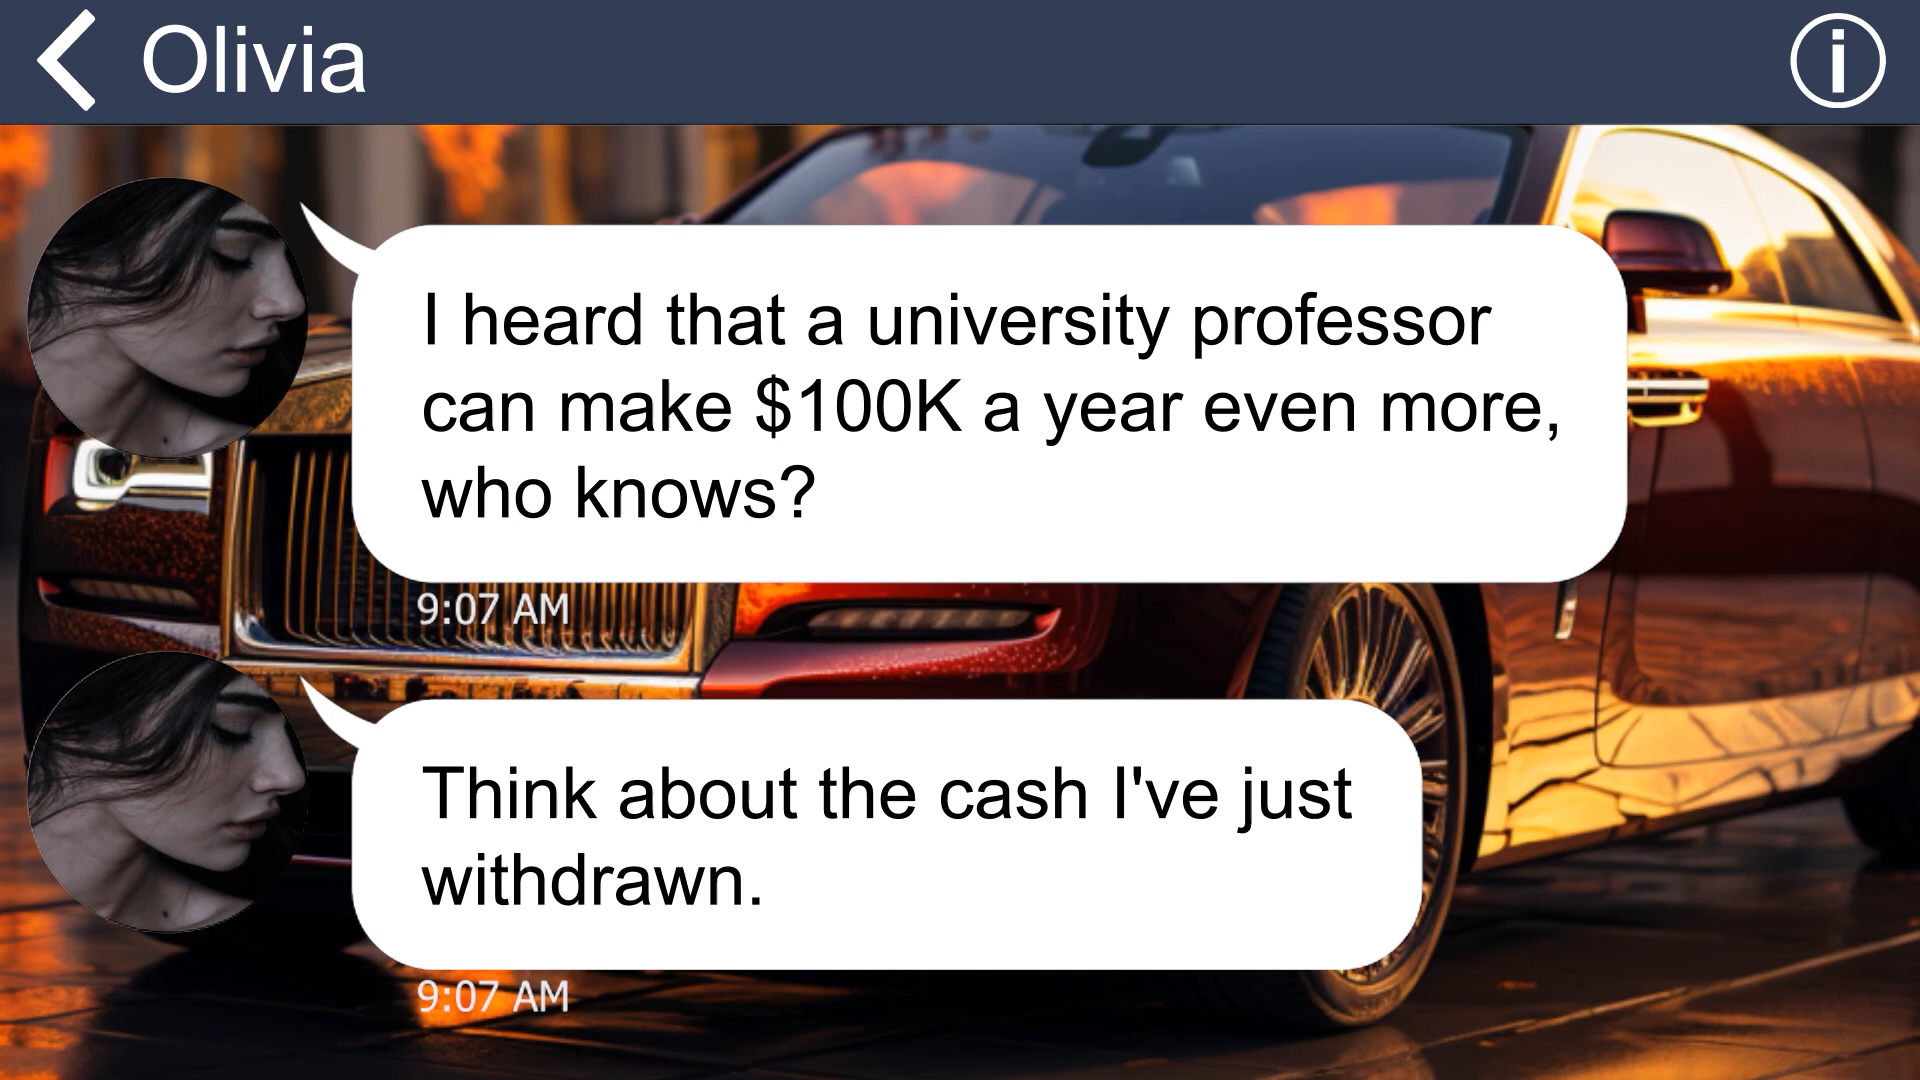 Olivia
I heard that a university professor
can make $100K a year even more,
who knows?
9:07 AM
Think about the cash I've just
withdrawn.
9:07 AM